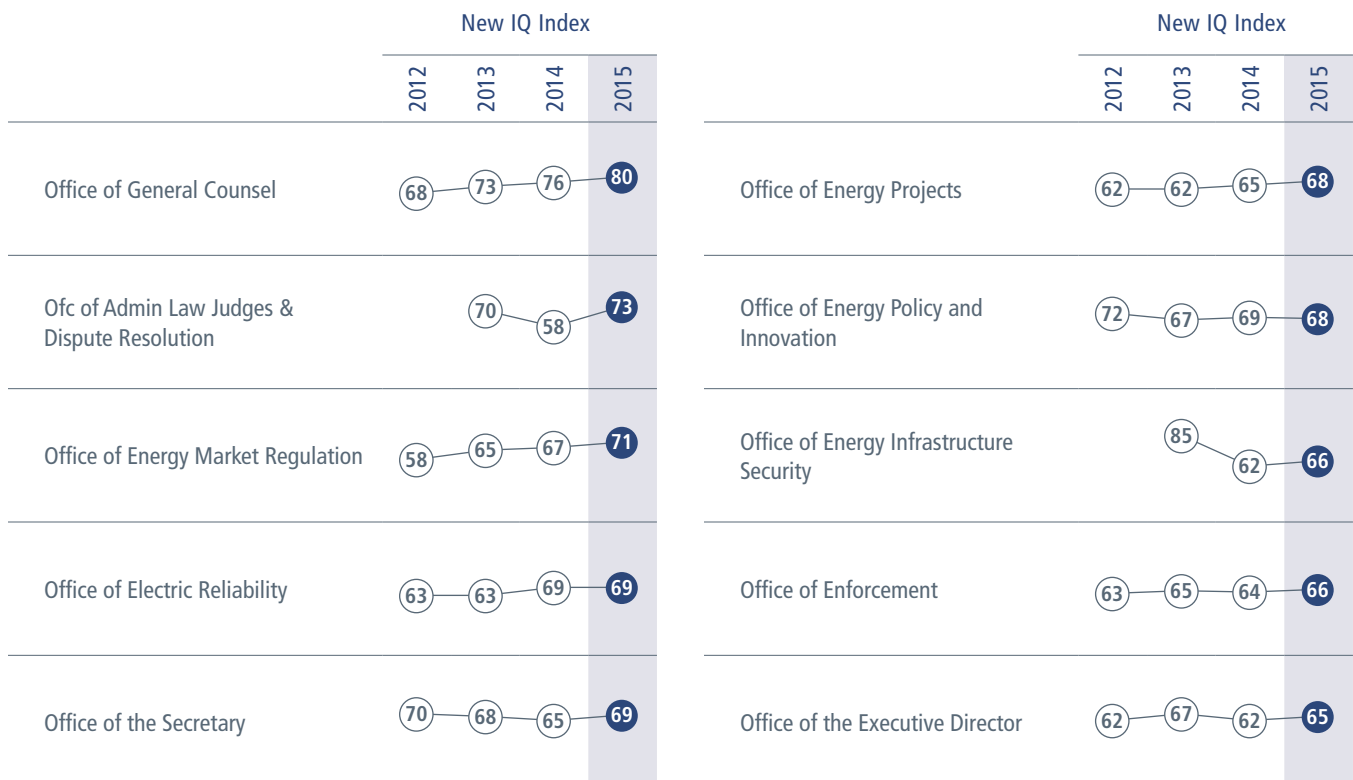 New IQ Index
2012 2013 2014 2015
Office of General Counsel 68 73 76 80
Ofc of Admin Law Judges &
Dispute Resolution 70 58 73
Office of Energy Market Regulation 58 65 67 71
Office of Electric Reliability 63 63 69 69
Office of the Secretary 70 68 65 69
New IQ Index
2012 2013 2014 2015
Office of Energy Projects 62 62 65 68
Office of Energy Policy and
Innovation 72 67 69 68
Office of Energy Infrastructure
Security 85 62 66
Office of Enforcement 63 65 64 66
Office of the Executive Director 62 67 62 65